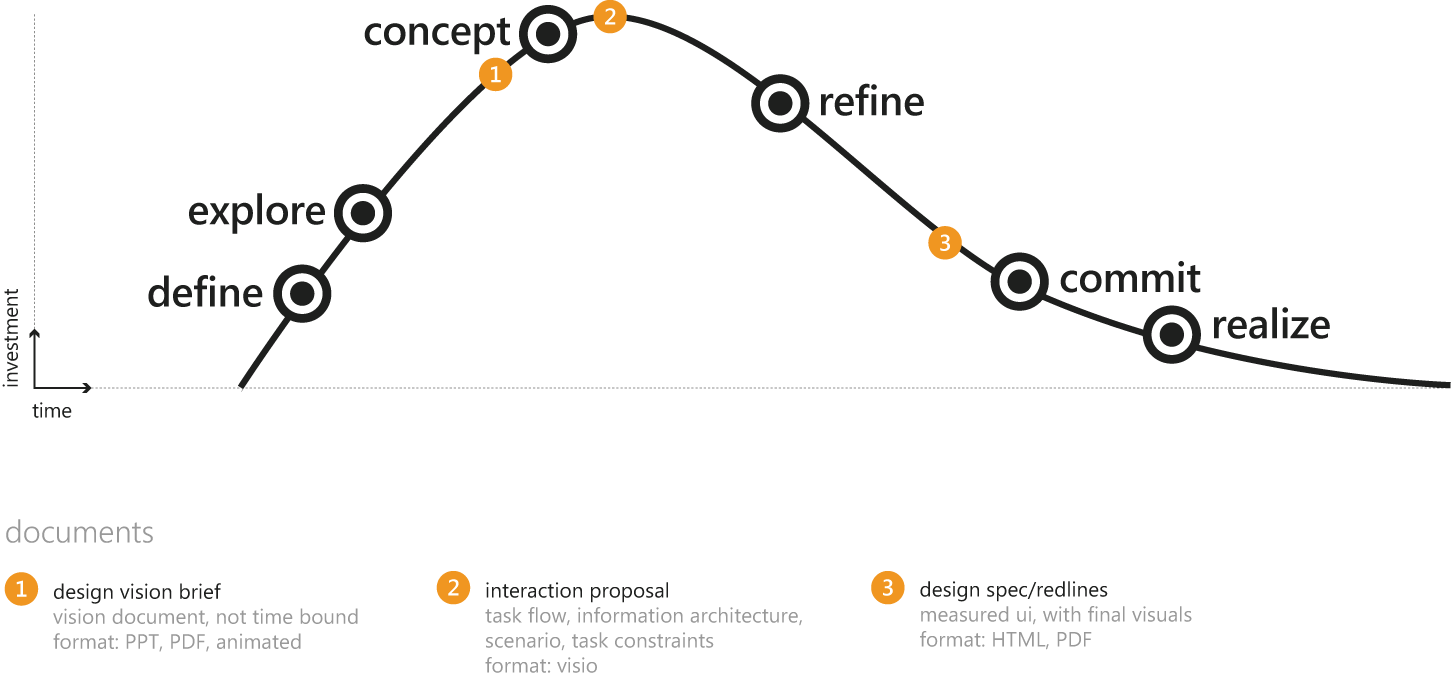 concept
2
1
refine
explore
3
define
commit
realize
investment
time
documents
1 design vision brief
vision document, not time bound
format: PPT, PDF, animated
2 interaction proposal
task flow, information architecture,
scenario, task constraints
format: visio
3 design spec/redlines
measured ui, with final visuals
format: HTML, PDF